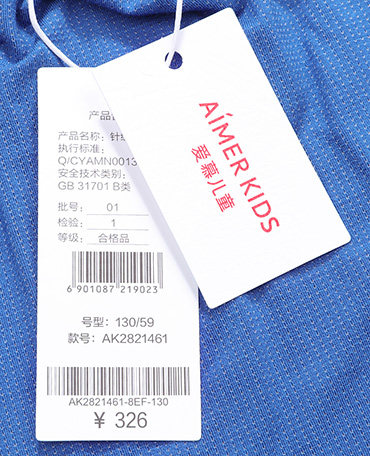 产品
产品名称：针
执行标准：
Q/CYAMN0013
安全技术类别：
GB 31701 B类
批号： 01
检验： 1
等级： 合格品
6 901087 219023
号型：130/59
款号：AK2821461
AK2821461-8EF-130
¥ 326
AiMER KIDS
爱慕儿童